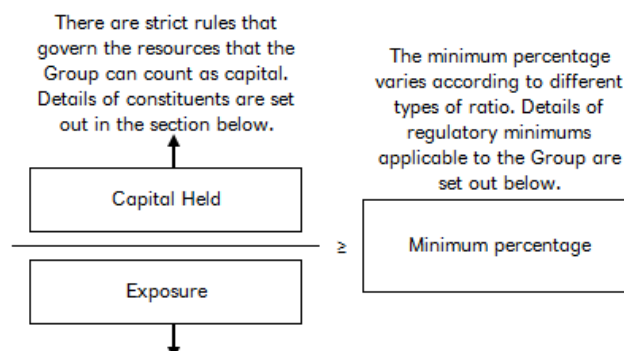 There are strict rules that
govern the resources that the
Group can count as capital.
Details of constituents are set
out in the section below.
The minimum percentage
varies according to different
types of ratio. Details of
regulatory minimums
applicable to the Group are
set out below.
Capital Held
≥
Minimum percentage
Exposure